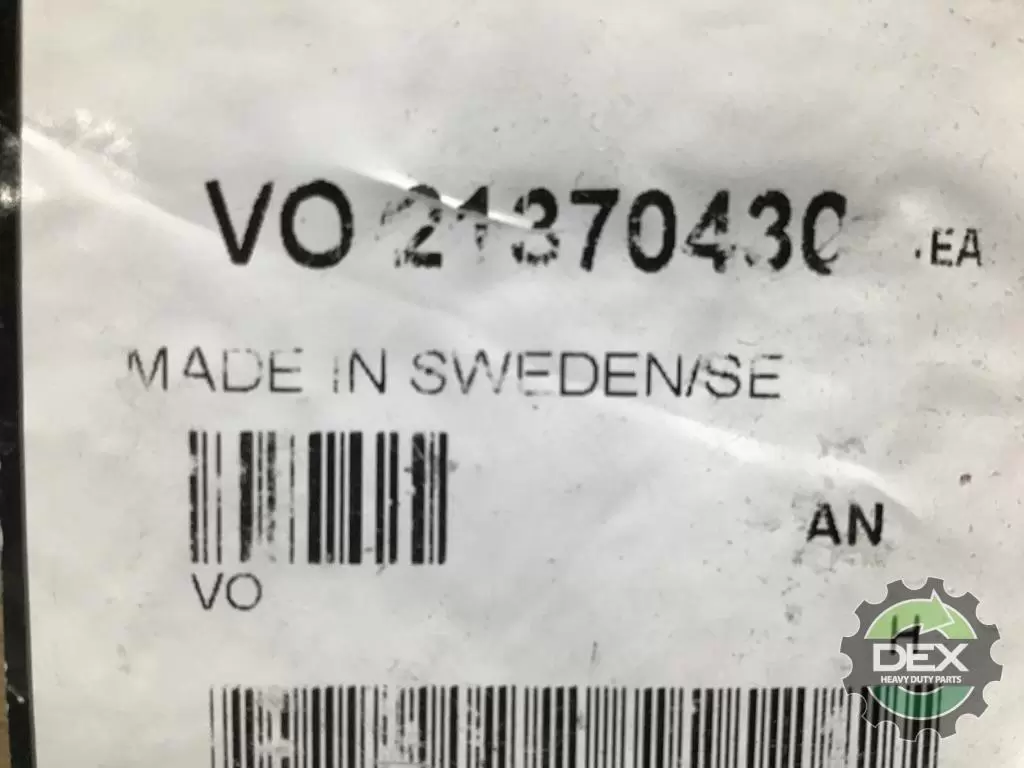 VO 21370430
.EA
MADE IN SWEDEN/SE
VO
AN
H
DEX
HEAVY DUTY PARTS